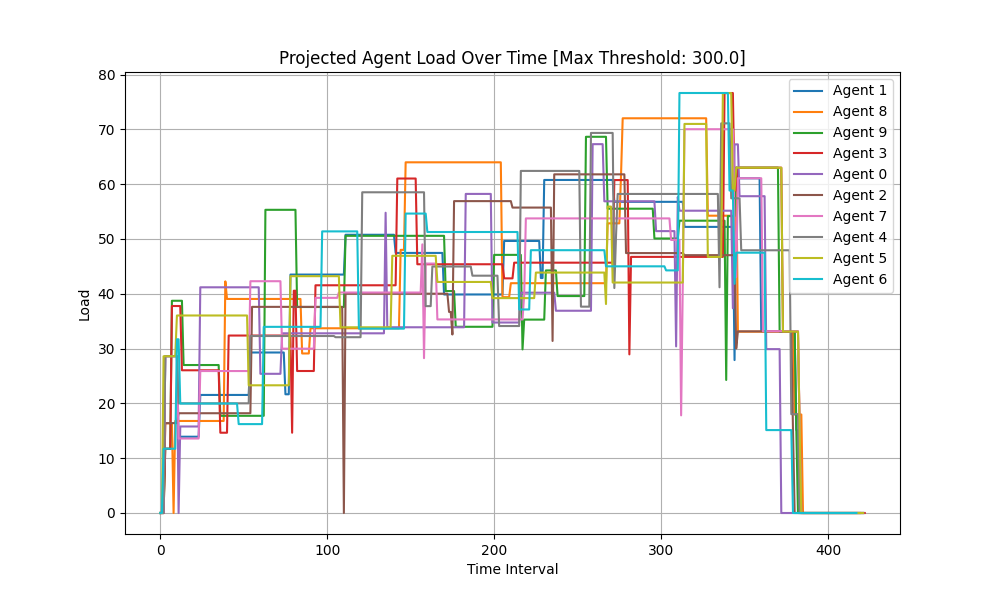 Projected Agent Load Over Time [Max Threshold: 300.0]
80
70
60
50
40
30
20
10
0
Load
0
100
200
300
400
Time Interval
Agent 1
Agent 8
Agent 9
Agent 3
Agent 0
Agent 2
Agent 7
Agent 4
Agent 5
Agent 6